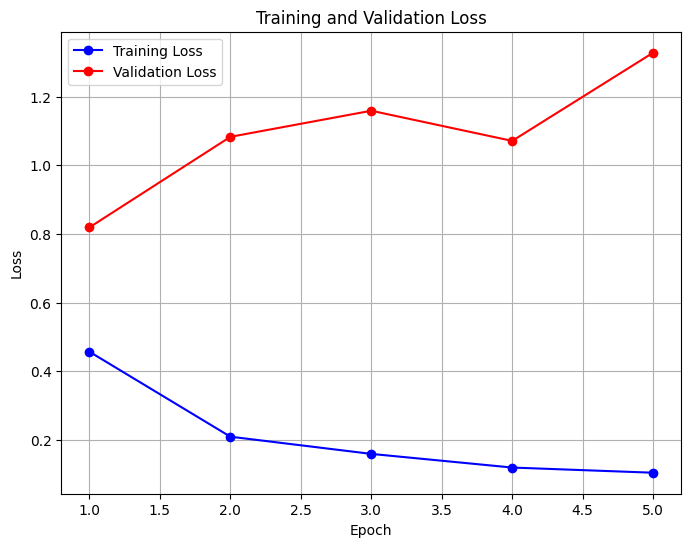 Training and Validation Loss
Training Loss
Validation Loss
1.2
1.0
0.8
0.6
0.4
0.2
Loss
1.0 1.5 2.0 2.5 3.0 3.5 4.0 4.5 5.0
Epoch